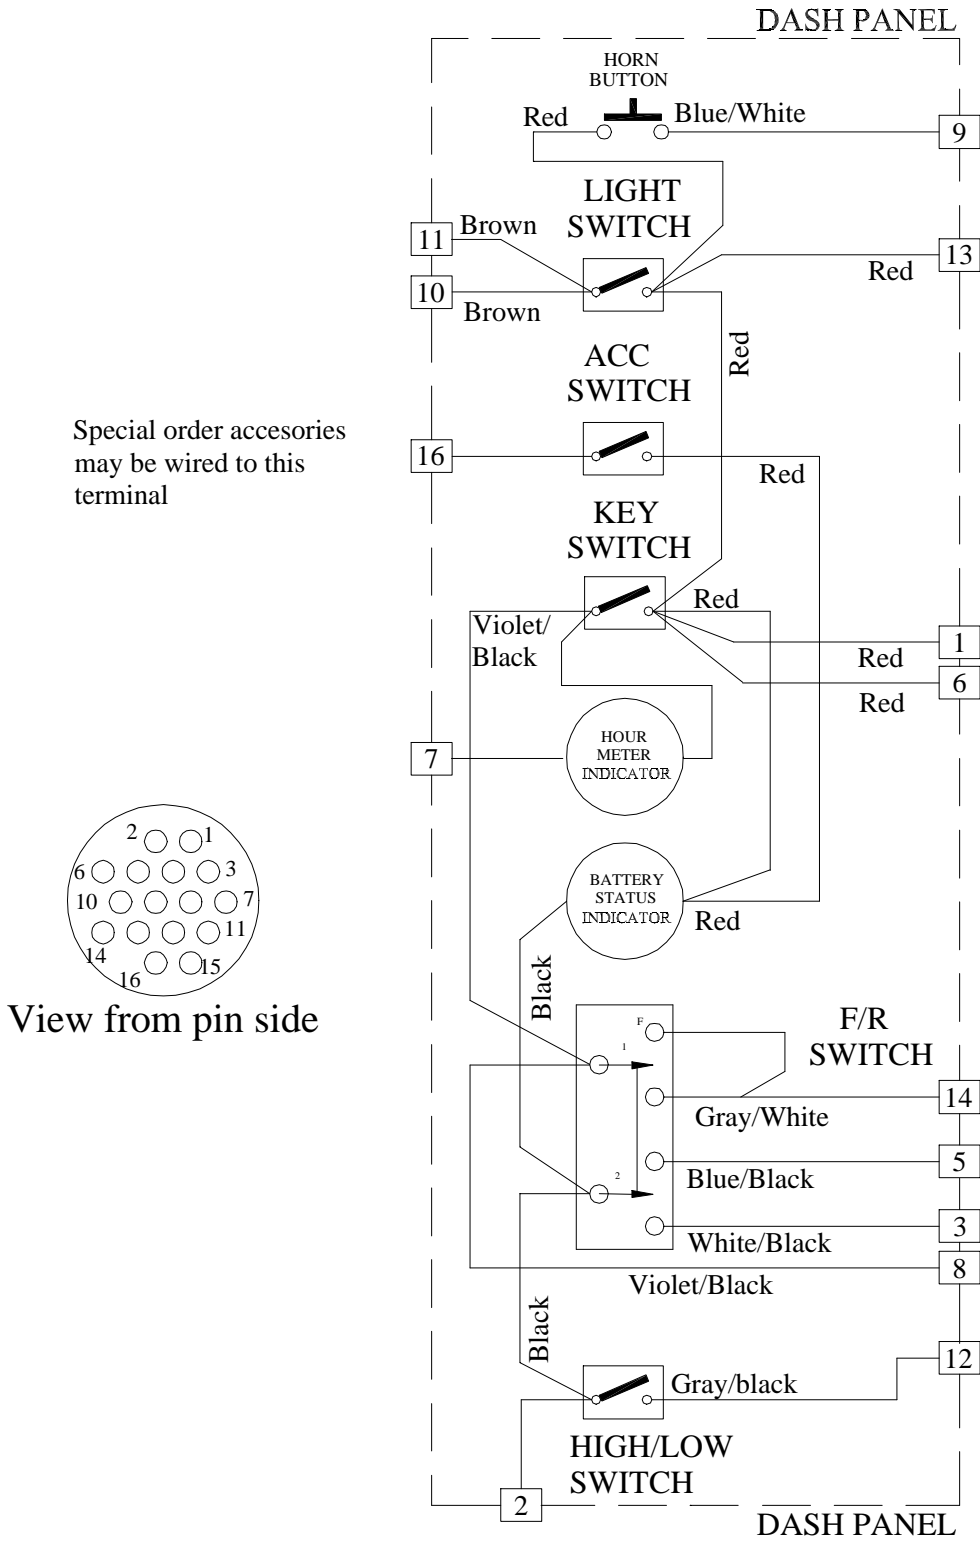 DASH PANEL
HORN
BUTTON
Red
Blue/White
9
LIGHT
SWITCH
11
Brown
13
Red
10
Brown
Red
ACC
SWITCH
Special order accesories
may be wired to this
terminal
16
Red
KEY
SWITCH
Red
Violet/
Black
1
Red
6
Red
HOUR
METER
INDICATOR
7
2
1
6
3
10
7
14
11
16
15
View from pin side
BATTERY
STATUS
INDICATOR
Red
Black
F
1
F/R
SWITCH
14
Gray/White
5
Blue/Black
2
3
White/Black
8
Violet/Black
Black
12
Gray/black
HIGH/LOW
SWITCH
2
DASH PANEL